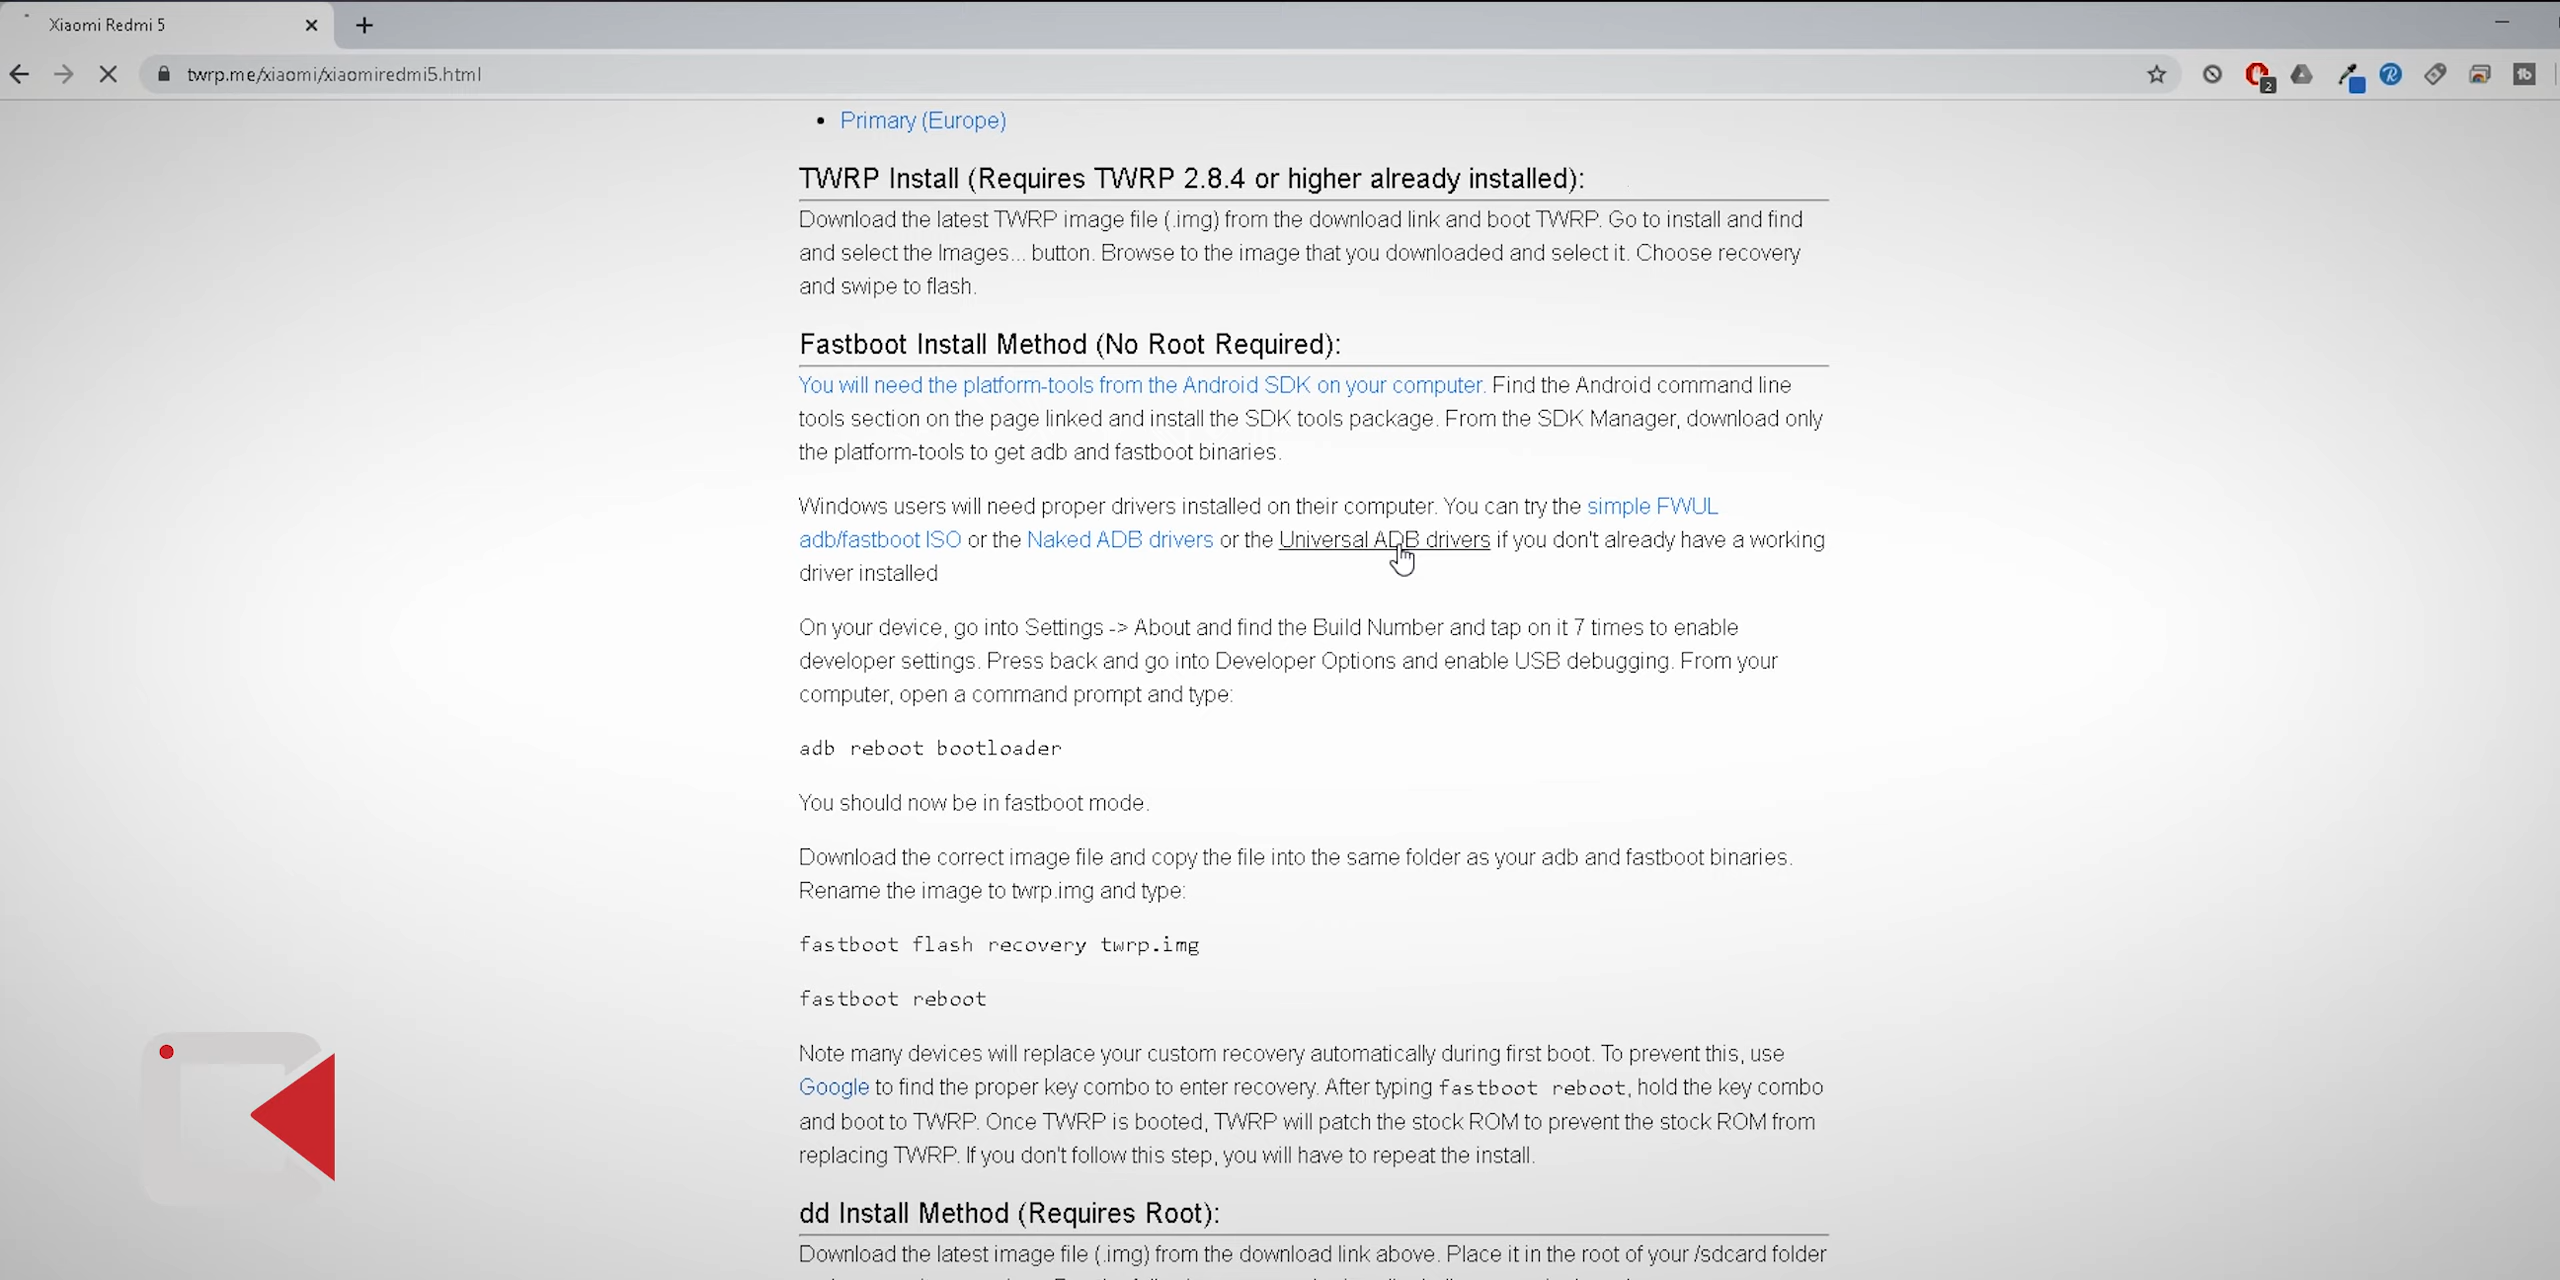 Xiaomi Redmi 5
twrp.me/xiaomi/xiaomiredmi5.html
2
Primary (Europe)
TWRP Install (Requires TWRP 2.8.4 or higher already installed):
Download the latest TWRP image file (.img) from the download link and boot TWRP. Go to install and find
and select the Images... button. Browse to the image that you downloaded and select it. Choose recovery
and swipe to flash.
Fastboot Install Method (No Root Required):
You will need the platform-tools from the Android SDK on your computer. Find the Android command line
tools section on the page linked and install the SDK tools package. From the SDK Manager, download only
the platform-tools to get adb and fastboot binaries.
Windows users will need proper drivers installed on their computer. You can try the simple FWUL
adb/fastboot ISO or the Naked ADB drivers or the Universal ADB drivers if you don't already have a working
driver installed
On your device, go into Settings -> About and find the Build Number and tap on it 7 times to enable
developer settings. Press back and go into Developer Options and enable USB debugging. From your
computer, open a command prompt and type:
adb reboot bootloader
You should now be in fastboot mode.
Download the correct image file and copy the file into the same folder as your adb and fastboot binaries.
Rename the image to twrp.img and type:
fastboot flash recovery twrp.img
fastboot reboot
Note many devices will replace your custom recovery automatically during first boot. To prevent this, use
Google to find the proper key combo to enter recovery. After typing fastboot reboot, hold the key combo
and boot to TWRP. Once TWRP is booted, TWRP will patch the stock ROM to prevent the stock ROM from
replacing TWRP. If you don't follow this step, you will have to repeat the install.
dd Install Method (Requires Root):
Download the latest image file (.img) from the download link above. Place it in the root of your /sdcard folder